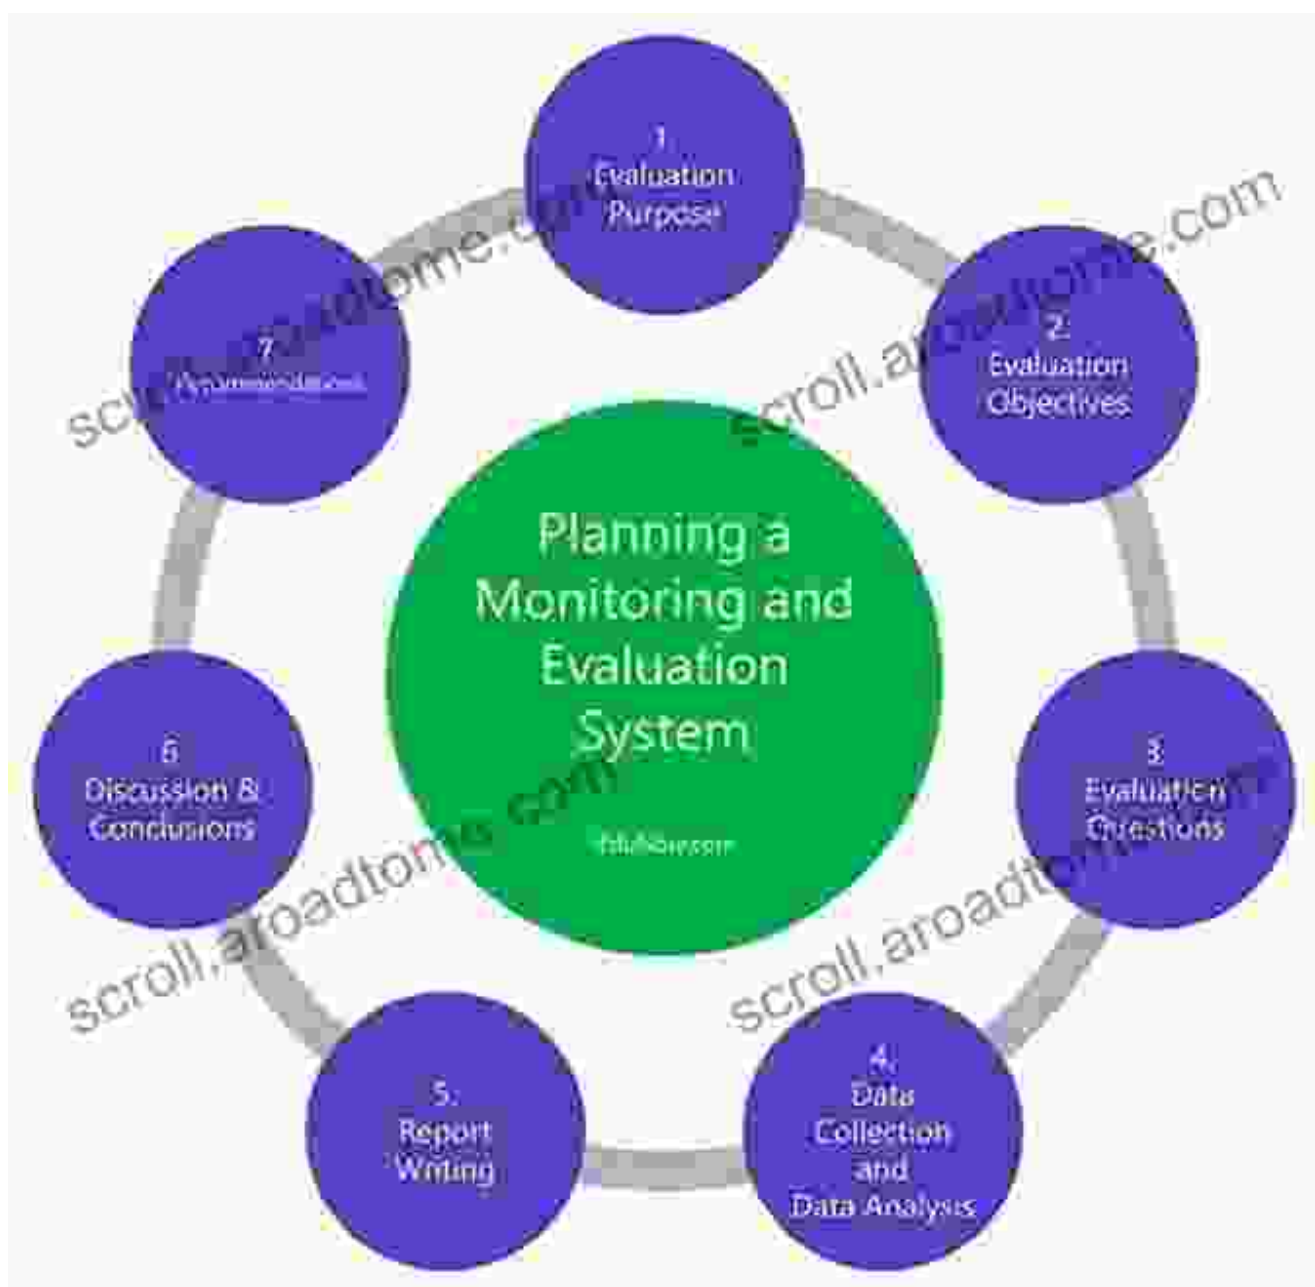 1.
Evaluation
Purpose
2.
Evaluation
Objectives
3.
Evaluation
Questions
4.
Data
Collection
and
Data Analysis
5.
Report
Writing
6
Discussion &
Conclusions
7.
Recommendations
Planning a
Monitoring and
Evaluation
System
scroll.aroadtome.com
scroll.aroadtome.com
scroll.aroadtome.com
scroll.aroadtome.com